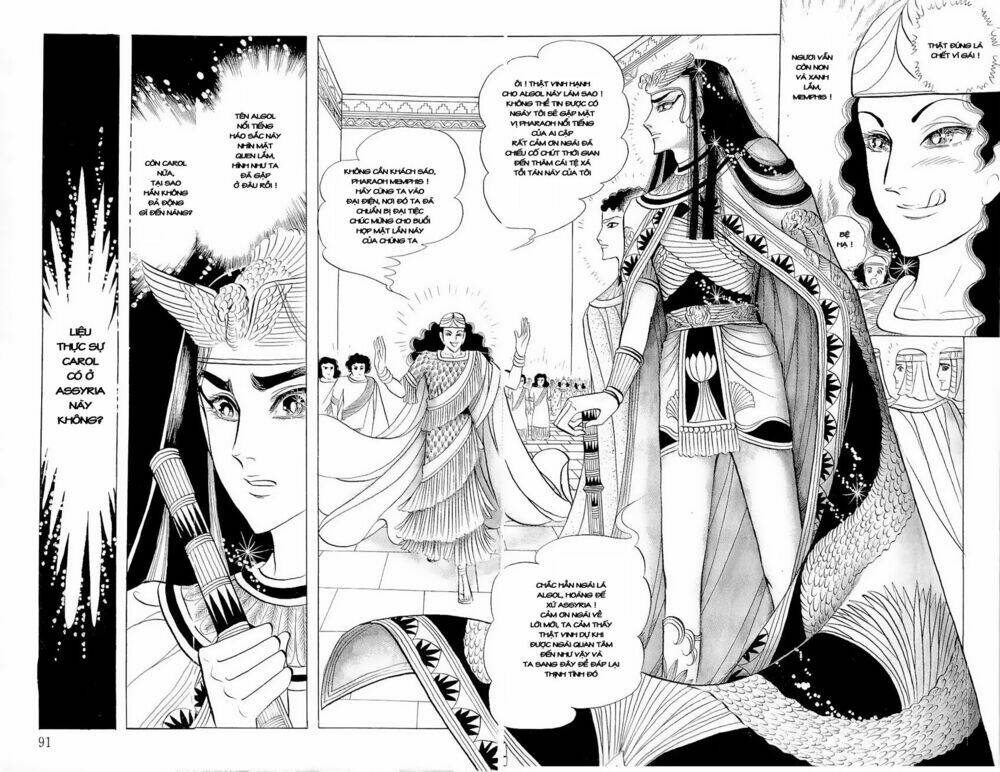 THẬT ĐÚNG LÀ
CHẾT VÌ GÁI !
NGƯƠI VẪN
CÒN NON
VÀ XANH
LẮM,
MEMPHIS !
BỆ
HẠ !
ÔI ! THẬT VINH HẠNH
CHO ALGOL NÀY LÀM SAO !
KHÔNG THỂ TIN ĐƯỢC CÓ
NGÀY TÔI SẼ GẶP MẶT
VỊ PHARAOH NỔI TIẾNG
CỦA AI CẬP
RẤT CẢM ƠN NGÀI ĐÃ
CHIẾU CỐ CHÚT THỜI GIAN
ĐẾN THĂM CÁI TỆ XÁ
TỒI TÀN NÀY CỦA TÔI
CHẮC HẲN NGÀI LÀ
ALGOL, HOÀNG ĐẾ
XỨ ASSYRIA !
CẢM ƠN NGÀI VỀ
LỜI MỜI, TA CẢM THẤY
THẬT VINH DỰ KHI
ĐƯỢC NGÀI QUAN TÂM
ĐẾN NHƯ VẬY VÀ
TA SANG ĐÂY ĐỂ ĐÁP LẠI
THỊNH TÌNH ĐÓ
KHÔNG CẦN KHÁCH SÁO,
PHARAOH MEMPHIS !
HÃY CÙNG TA VÀO
ĐẠI ĐIỆN, NƠI ĐÓ TA ĐÃ
CHUẨN BỊ ĐẠI TIỆC
CHÚC MỪNG CHO BUỔI
HỌP MẶT LẦN NÀY
CỦA CHÚNG TA
TÊN ALGOL
NỔI TIẾNG
HÁO SẮC NÀY
NHÌN MẶT
QUEN LẮM,
HÌNH NHƯ TA
ĐÃ GẶP
Ở ĐÂU RỒI !
CÒN CAROL
NỮA,
TẠI SAO
HẮN KHÔNG
ĐÁ ĐỘNG
GÌ ĐẾN NÀNG?
LIỆU
THỰC SỰ
CAROL
CÓ Ở
ASSYRIA
NÀY
KHÔNG?
91